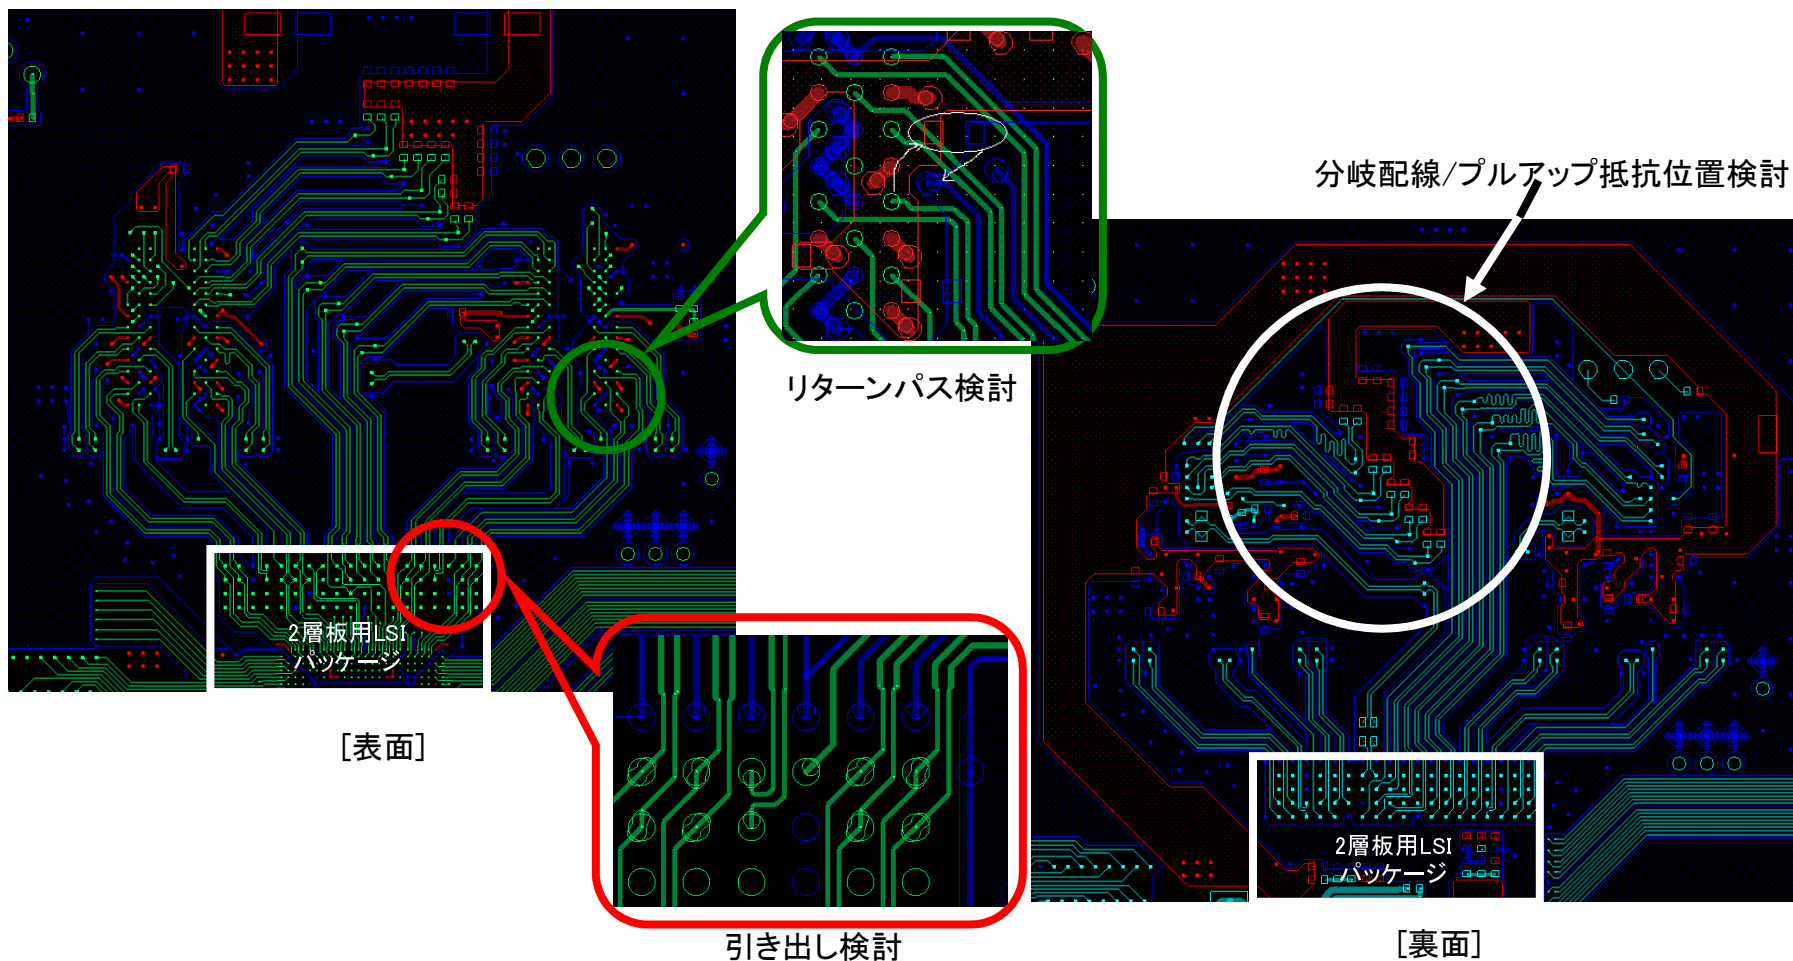 分岐配線/プルアップ抵抗位置検討
リターンパス検討
2層板用LSI
パッケージ
[表面]
引き出し検討
2層板用LSI
パッケージ
[裏面]